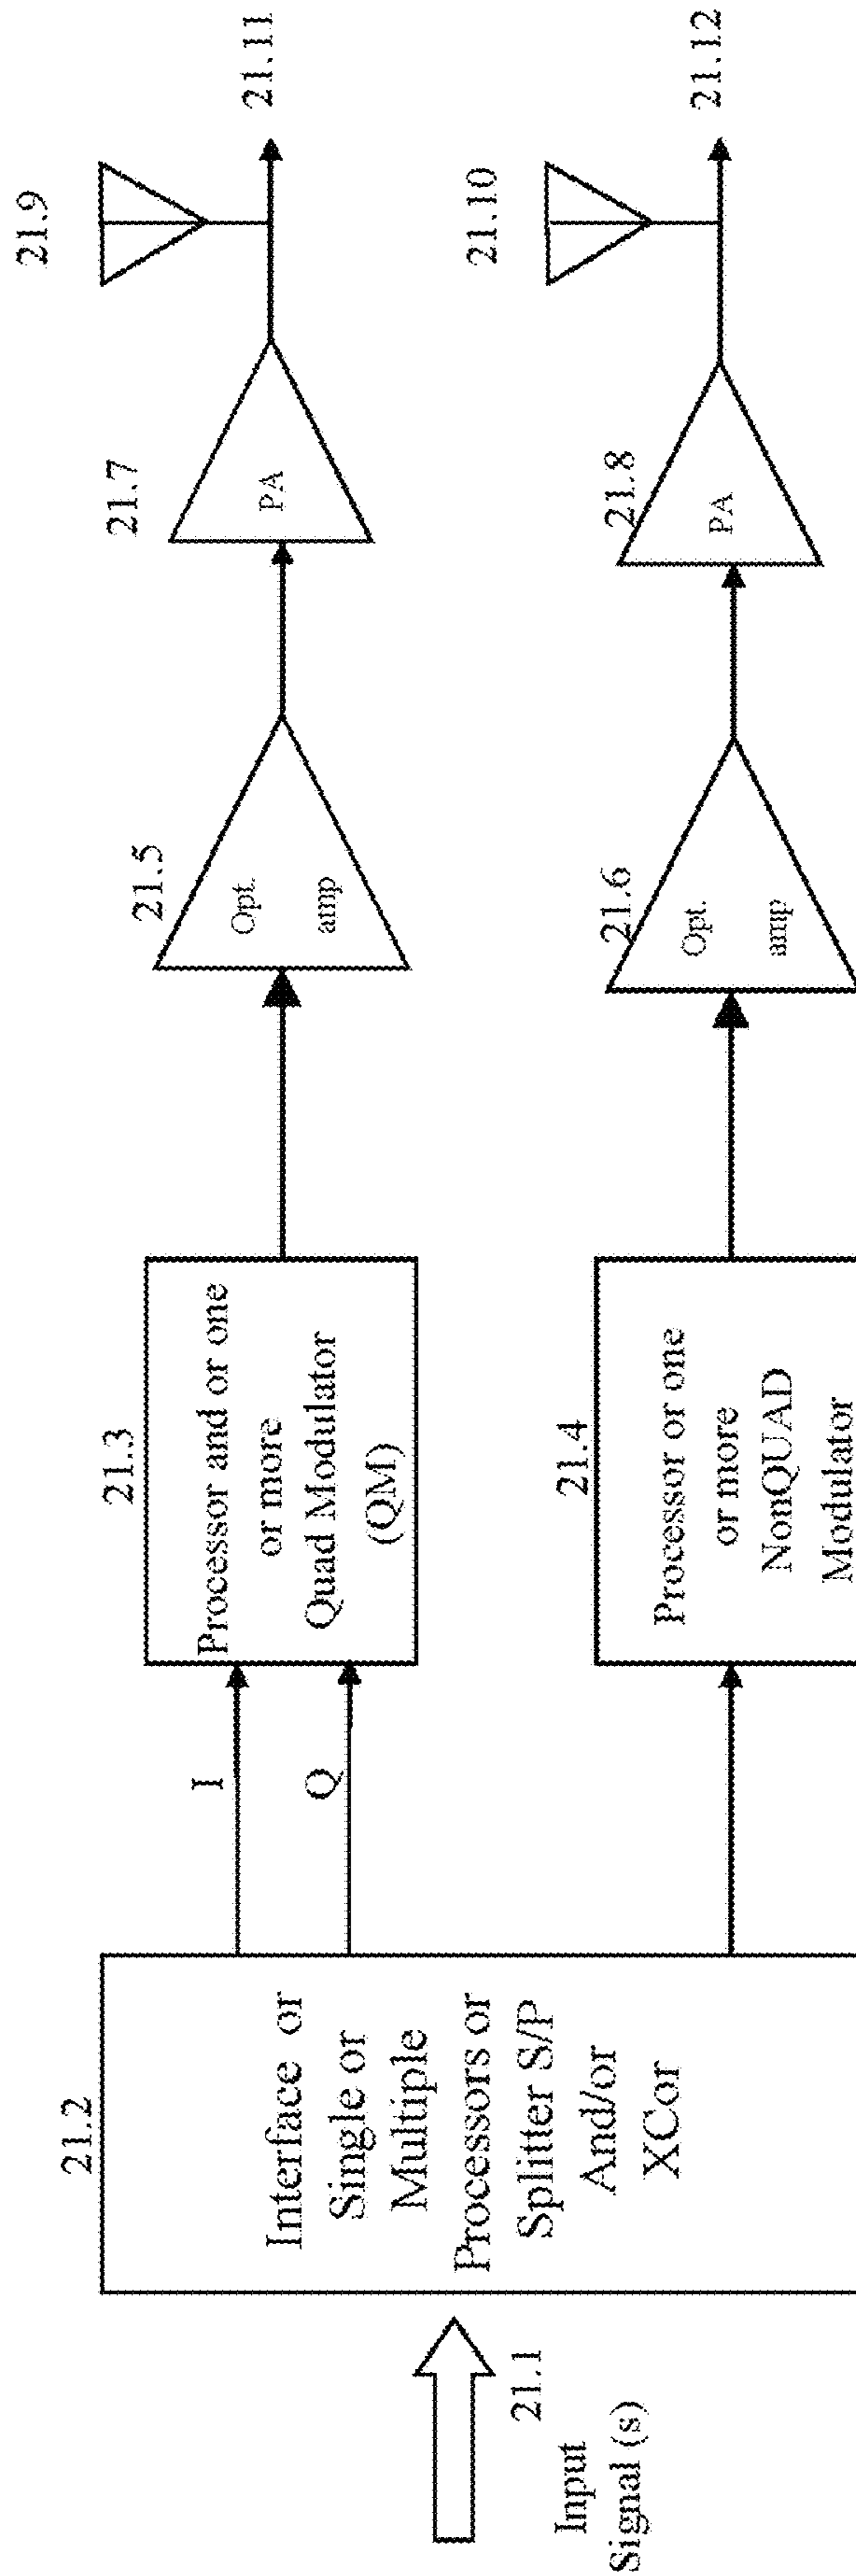 21.1
Input
Signal (s)
21.2
Interface or
Single or
Multiple
Processors or
Splitter S/P
And/or
XCor
I
Q
21.3
Processor and or one
or more
Quad Modulator
(QM)
21.5
Opt.
amp
21.7
PA
21.9
21.11
21.4
Processor or one
or more
NonQUAD
Modulator
21.6
Opt.
amp
21.8
PA
21.10
21.12